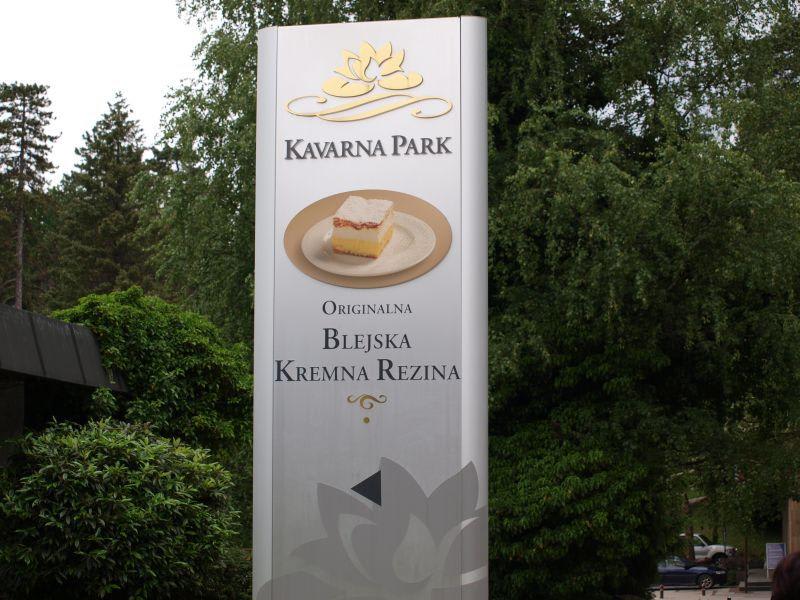 KAVARNA PARK
ORIGINALNA
BLEJSKA
KREMNA REZINA